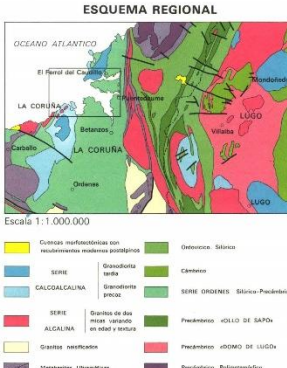 ESQUEMA REGIONAL
OCEANO ATLANTICO
El Ferrol del Caudillo
Mondoñedo
Puentedeume
LA CORUÑA
LUGO
Betanzos
Villalba
Carballo
LA CORUÑA
Ordenes
LUGO
Escala 1:1.000.000
Cuencas morfotectónicas con recubrimientos modernos postalpinos
Ordovícico. Silúrico
SERIE CALCOALCALINA
Granodiorita tardía
Cámbrico
Granodiorita precoz
SERIE ORDENES Silúrico-Precámbrico
SERIE ALCALINA
Granitos de dos micas variando en edad y textura
Precámbrico «OLLO DE SAPO»
Granitos neisificados
Precámbrico «DOMO DE LUGO»